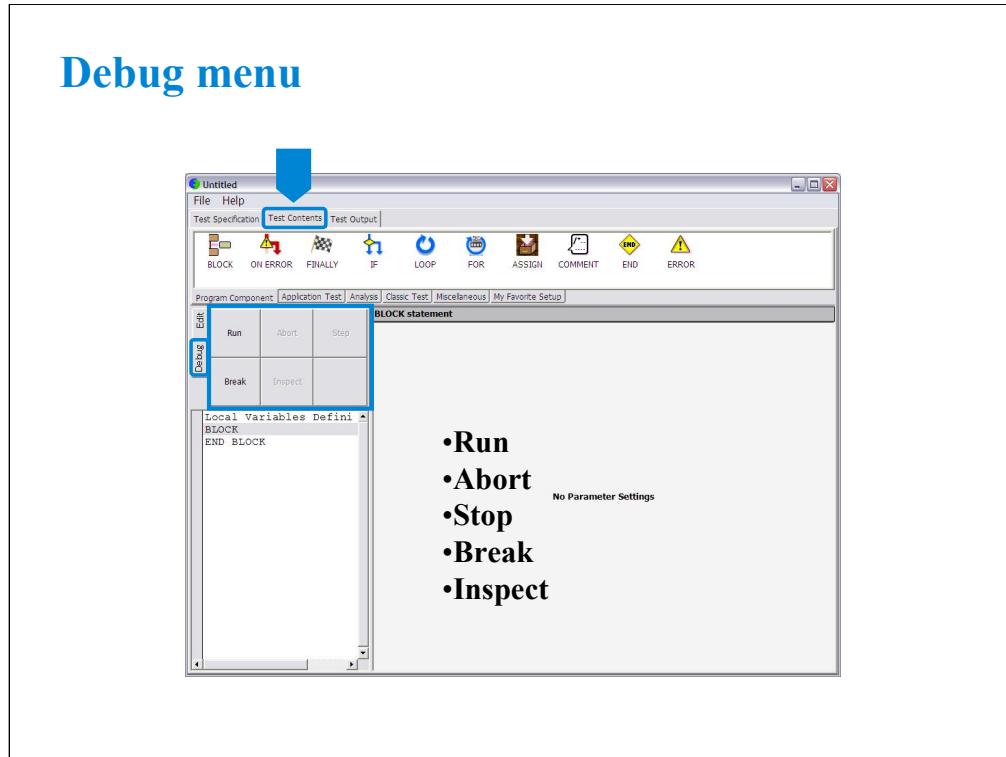 Debug menu
Untitled
File Help
Test Specification Test Contents Test Output
BLOCK ON ERROR FINALLY IF LOOP FOR ASSIGN COMMENT END ERROR
END
Program Component Application Test Analysis Classic Test Miscellaneous My Favorite Setup
Edit
Debug
Run Abort Step
Break Inspect
BLOCK statement
Local Variables Defini
BLOCK
END BLOCK
•Run
•Abort
No Parameter Settings
•Stop
•Break
•Inspect